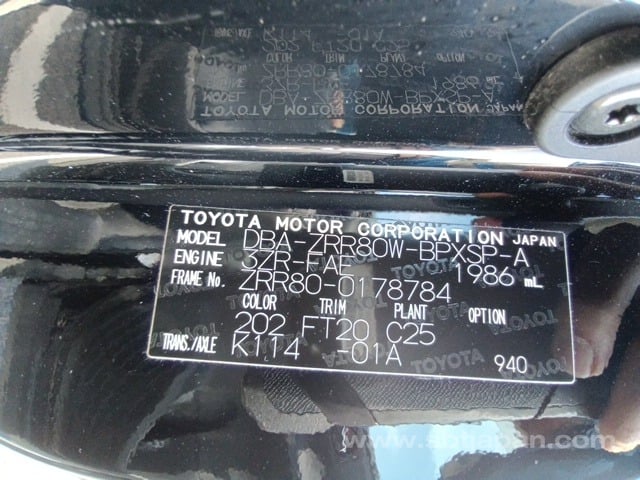 TOYOTA MOTOR CORPORATION JAPAN
MODEL DBA-ZRR80W-BPXSP-A
ENGINE 3ZR-FAE 1986 mL
FRAME No. ZRR80-0178784
COLOR TRIM PLANT OPTION
202 FT20 C25
TRANS./AXLE K114 -01A 940